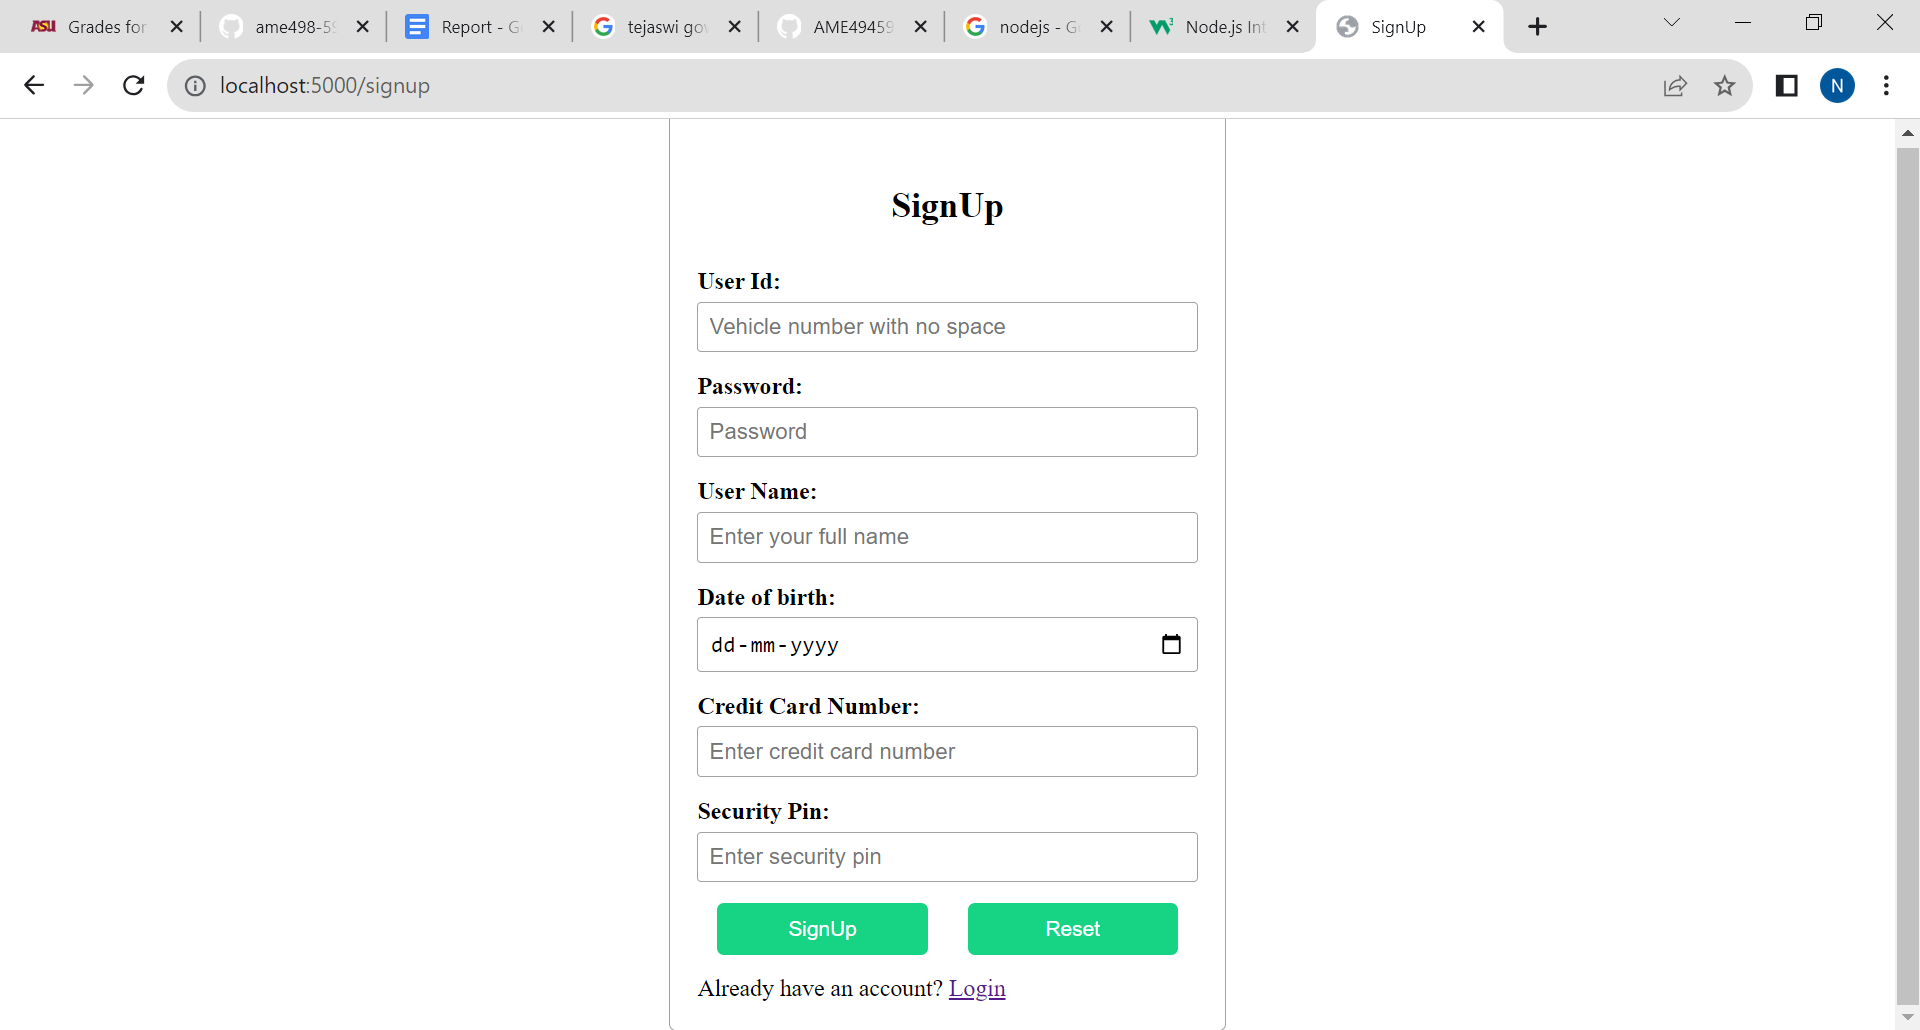 ASU Grades for
ame498-59
Report - G
tejaswi gov
AME49459
nodejs - G
Node.js Int
SignUp
localhost:5000/signup
N
SignUp
User Id:
Vehicle number with no space
Password:
Password
User Name:
Enter your full name
Date of birth:
dd-mm-yyyy
Credit Card Number:
Enter credit card number
Security Pin:
Enter security pin
SignUp
Reset
Already have an account? Login